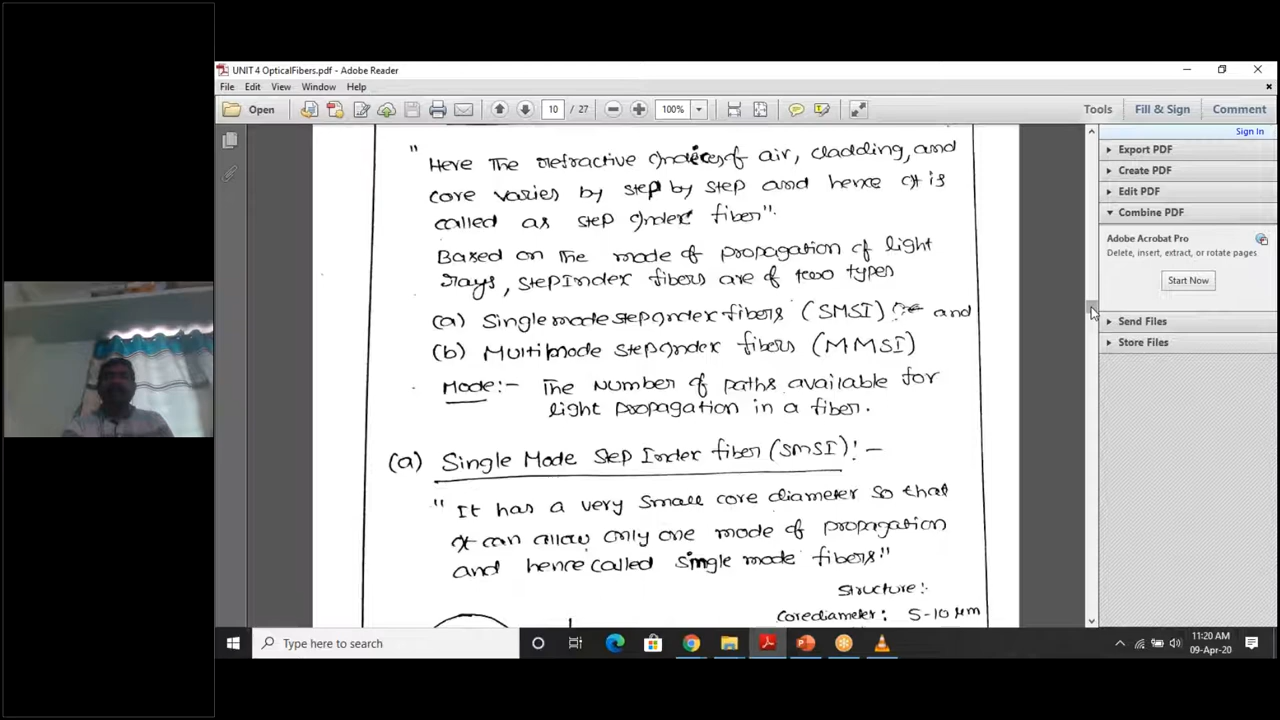 UNIT 4 OpticalFibers.pdf - Adobe Reader
File Edit View Window Help
Open 10 / 27 100% Tools Fill & Sign Comment
Sign In
Export PDF
Create PDF
Edit PDF
Combine PDF
Adobe Acrobat Pro
Delete, insert, extract, or rotate pages
Start Now
Send Files
Store Files
"Here the refractive indices of air, cladding, and
core varies by step by step and hence it is
called as step index fiber".
Based on the mode of propagation of light
rays, step Index fibers are of two types
(a) Single mode step index fibers (SMSI) and
(b) Multimode step index fibers (MMSI)
Mode:- The number of paths available for
light propagation in a fiber.
(a) Single Mode Step Index fiber (SMSI):-
"It has a very small core diameter so that
it can allow only one mode of propagation
and hence called single mode fibers"
Structure:-
core diameter: 5-10 μm
Type here to search
11:20 AM
09-Apr-20